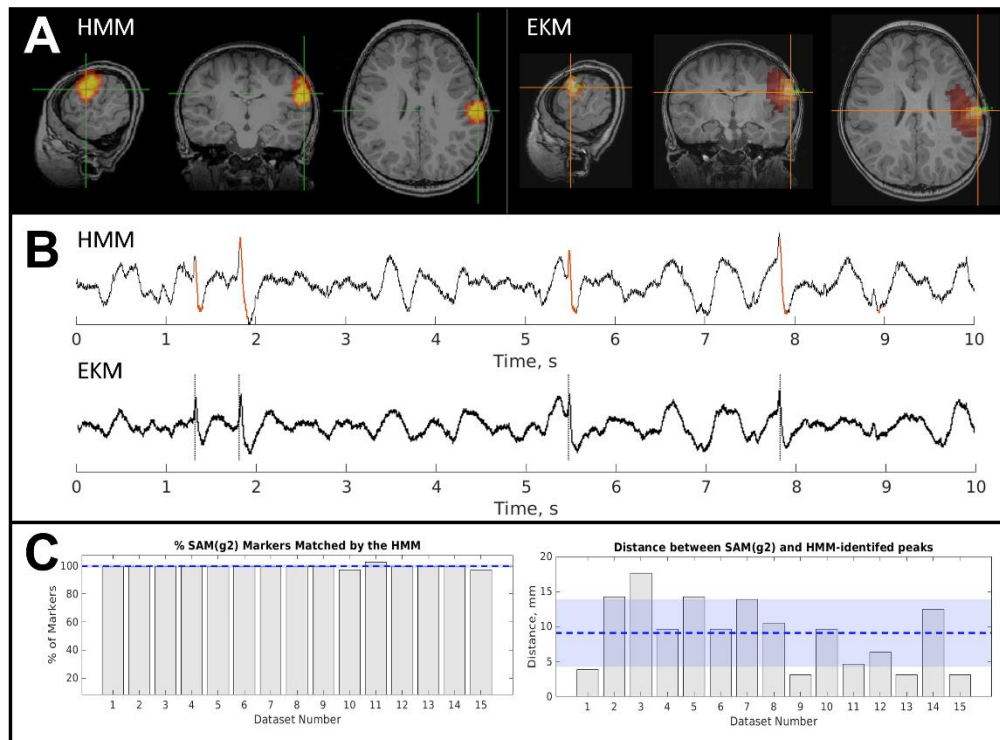 A HMM EKM
B HMM
0 1 2 3 4 5 6 7 8 9 10
Time, s
EKM
0 1 2 3 4 5 6 7 8 9 10
Time, s
C
% SAM(g2) Markers Matched by the HMM
% of Markers
100
80
60
40
20
1 2 3 4 5 6 7 8 9 10 11 12 13 14 15
Dataset Number
Distance between SAM(g2) and HMM-identifed peaks
Distance, mm
20
15
10
5
0
1 2 3 4 5 6 7 8 9 10 11 12 13 14 15
Dataset Number